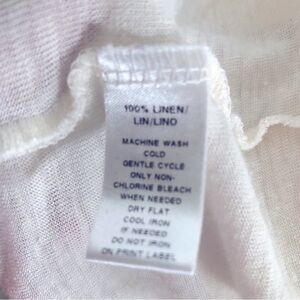 100% LINEN/
LIN/LINO
MACHINE WASH
COLD
GENTLE CYCLE
ONLY NON-
CHLORINE BLEACH
WHEN NEEDED
DRY FLAT
COOL IRON
IF NEEDED
DO NOT IRON
ON PRINT LABEL